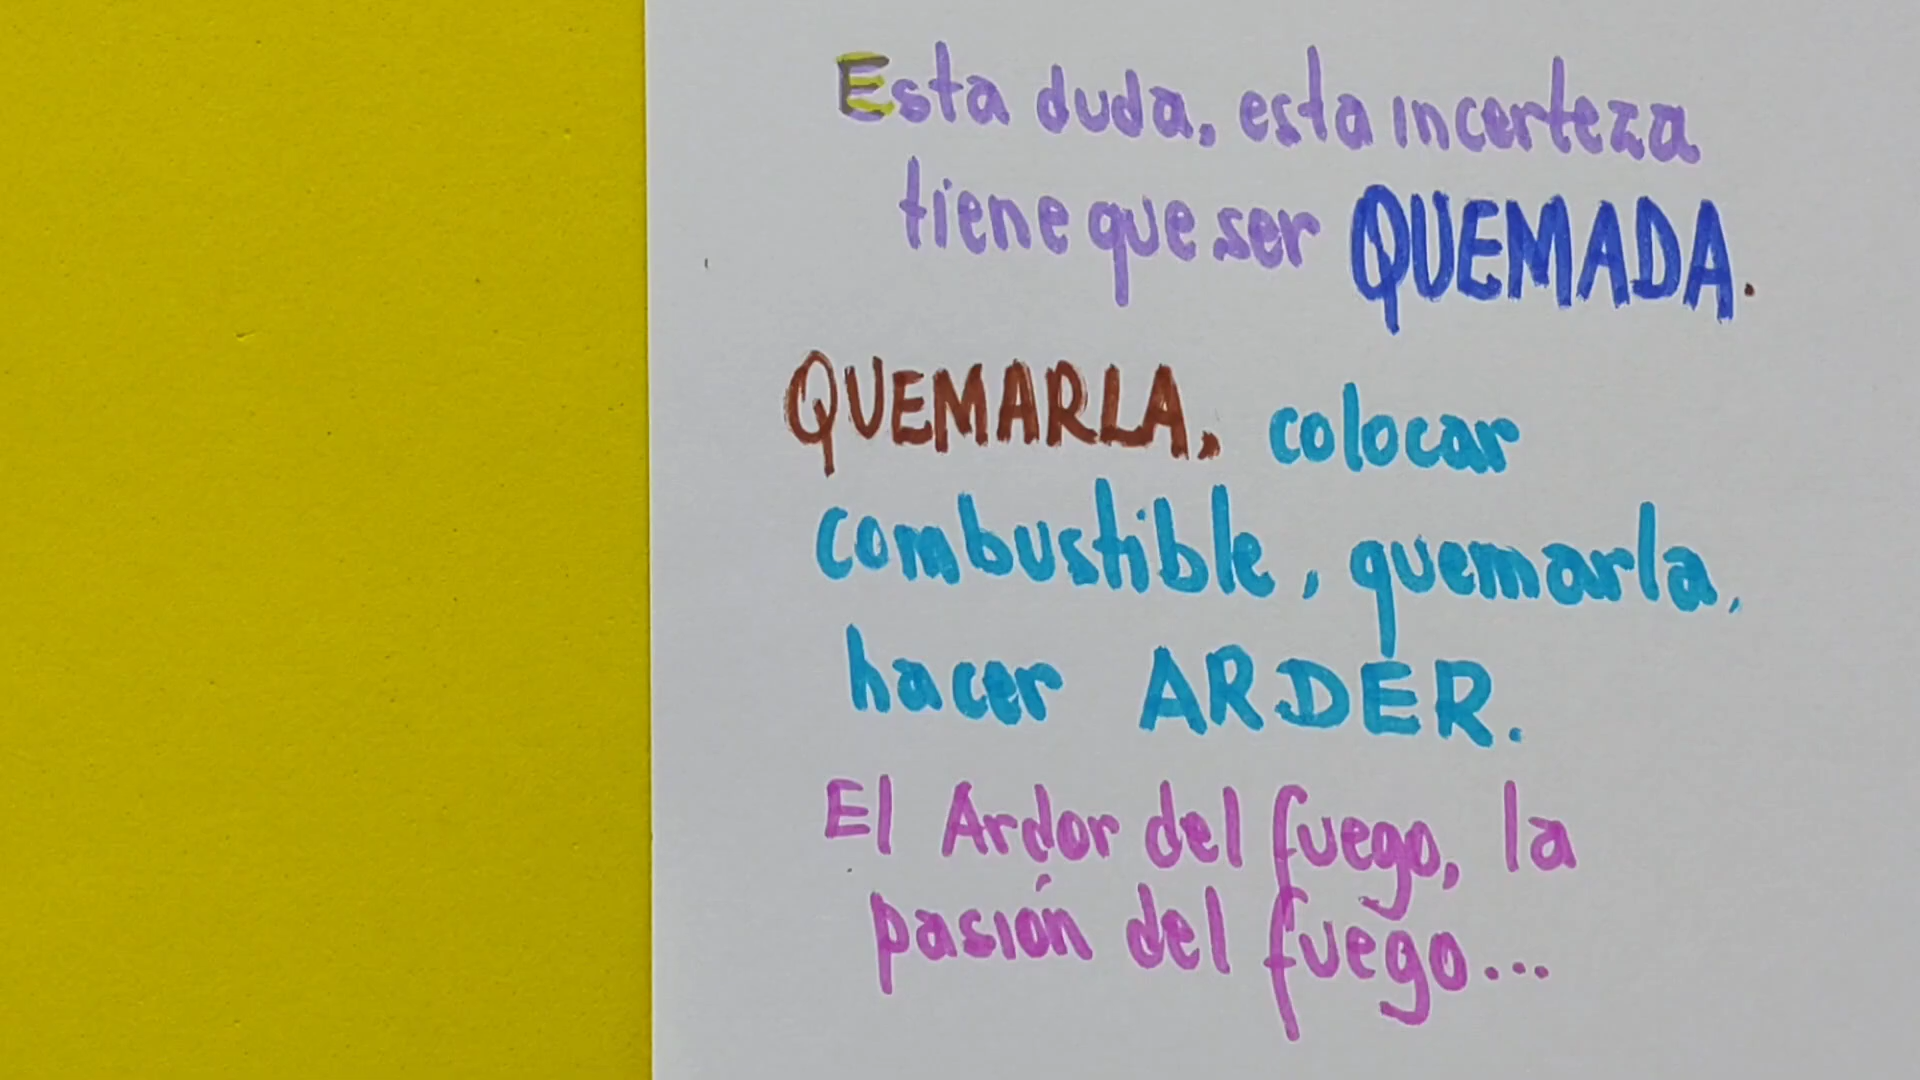 Esta duda, esta incerteza
tiene que ser QUEMADA.
QUEMARLA, colocar
combustible, quemarla,
hacer ARDER.
El Ardor del fuego, la
pasión del fuego...